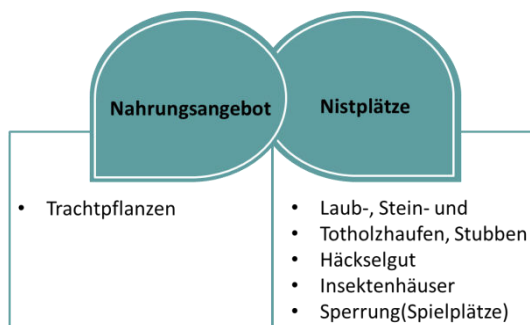 Nahrungsangebot
Nistplätze
• Trachtpflanzen
• Laub-, Stein- und
• Totholzhaufen, Stubben
• Häckselgut
• Insektenhäuser
• Sperrung(Spielplätze)